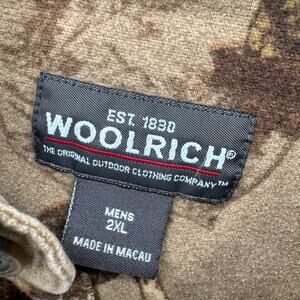 EST. 1830
WOOLRICH®
THE ORIGINAL OUTDOOR CLOTHING COMPANY™
MENS
2XL
MADE IN MACAU